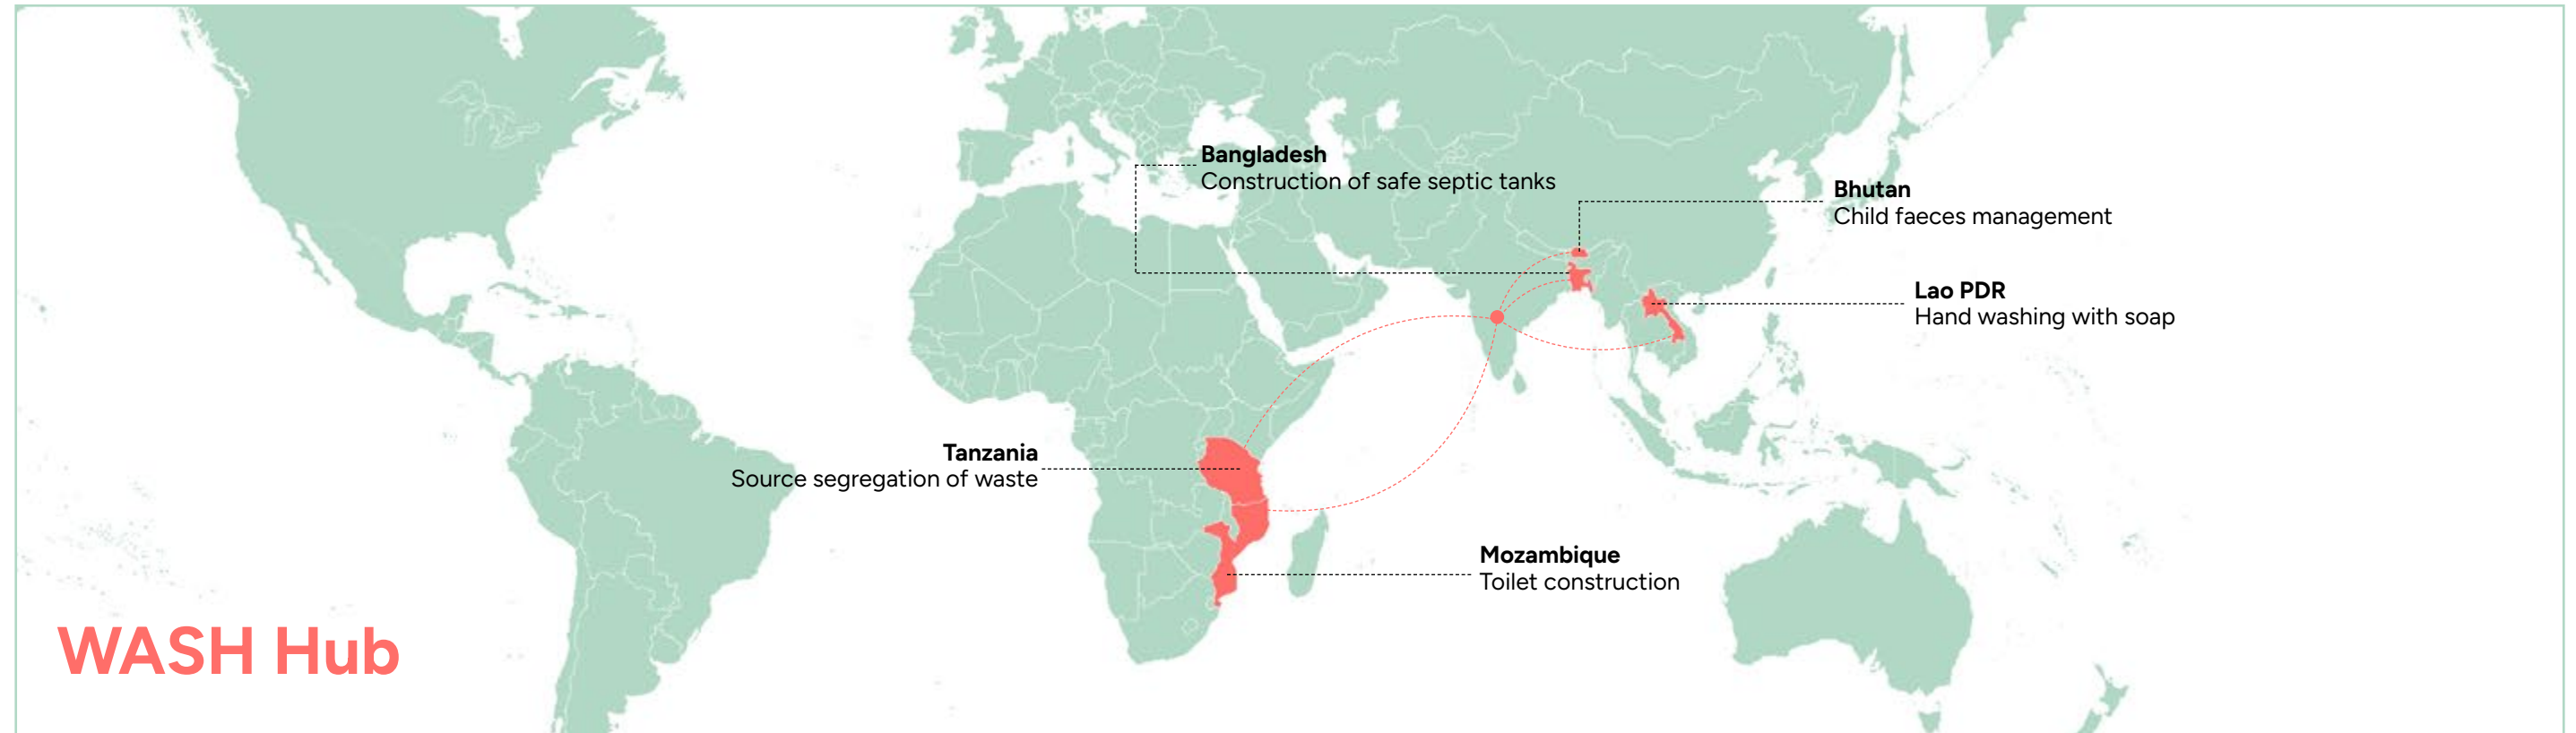 Bangladesh
Construction of safe septic tanks
Bhutan
Child faeces management
Lao PDR
Hand washing with soap
Tanzania
Source segregation of waste
Mozambique
Toilet construction
WASH Hub